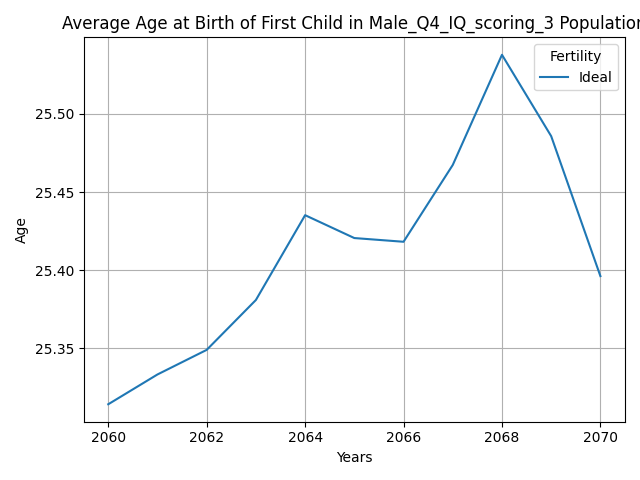 Average Age at Birth of First Child in Male_Q4_IQ_scoring_3 Population
Fertility
Ideal
25.50
25.45
25.40
25.35
Age
2060 2062 2064 2066 2068 2070
Years